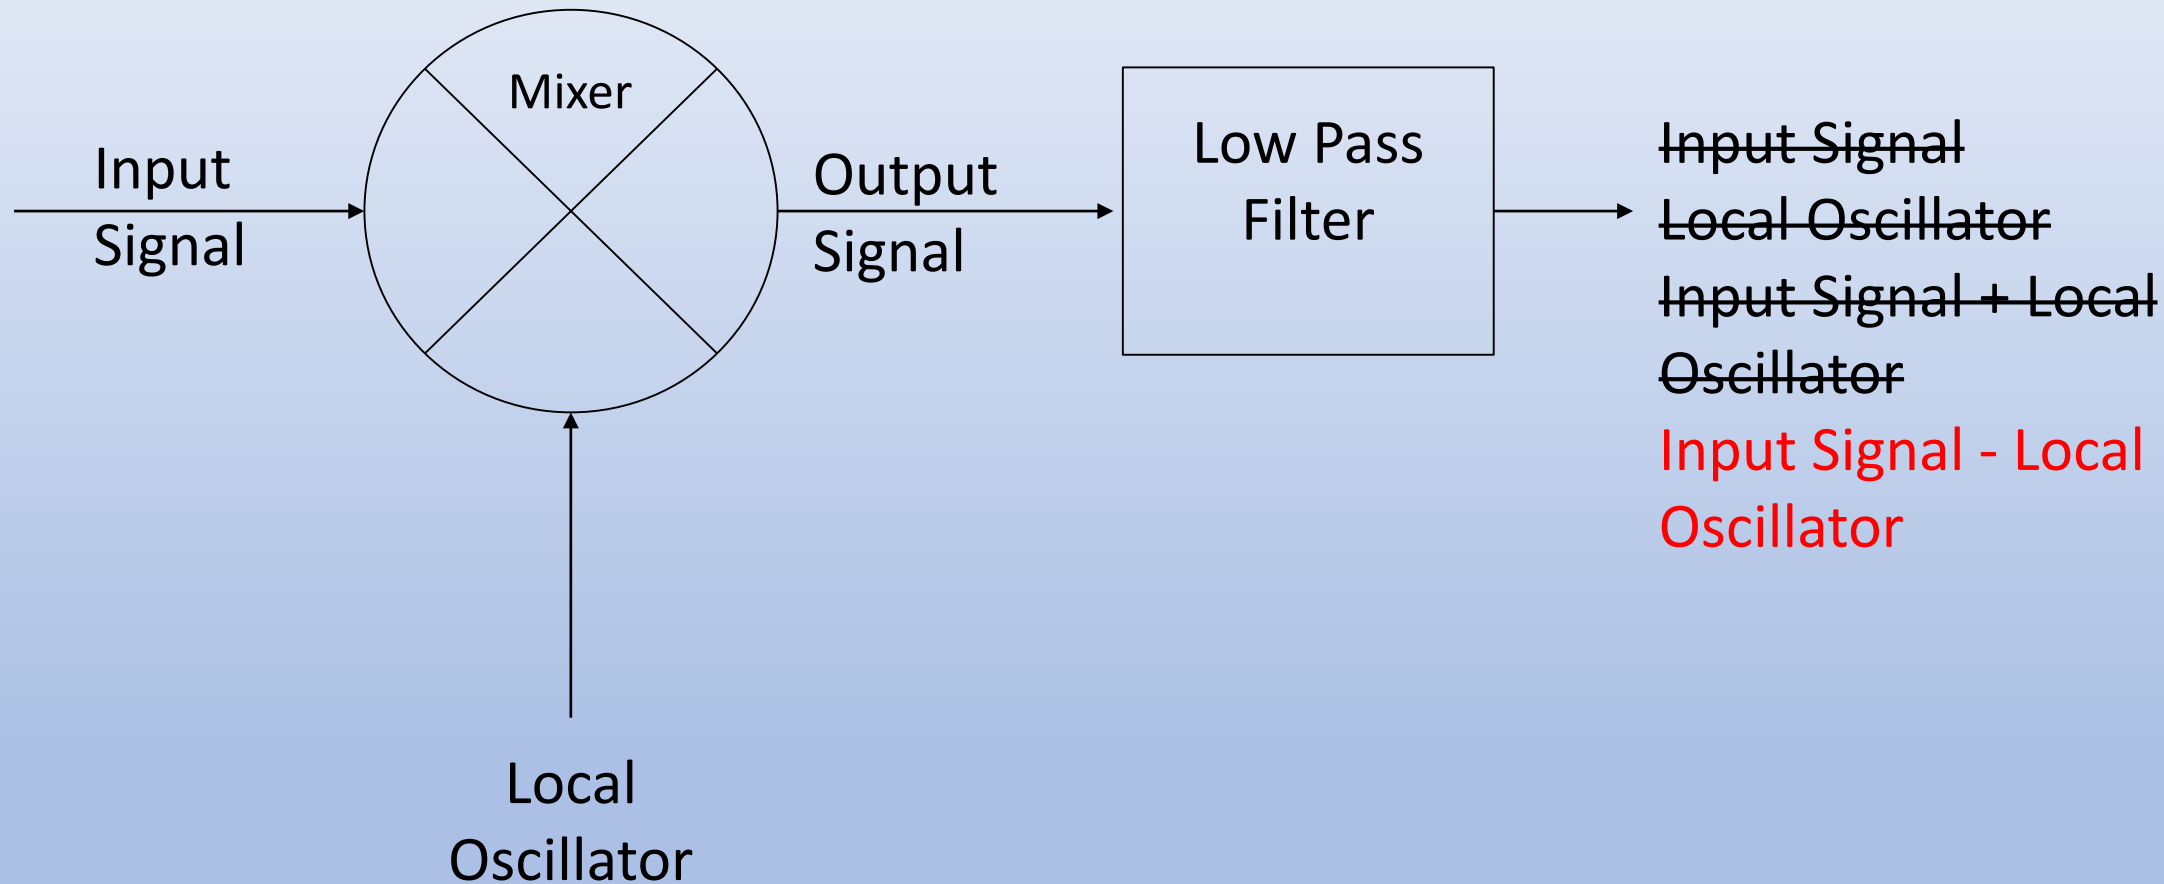 Mixer
Input
Signal
Output
Signal
Low Pass
Filter
Input Signal
Local Oscillator
Input Signal + Local
Oscillator
Input Signal - Local
Oscillator
Local
Oscillator